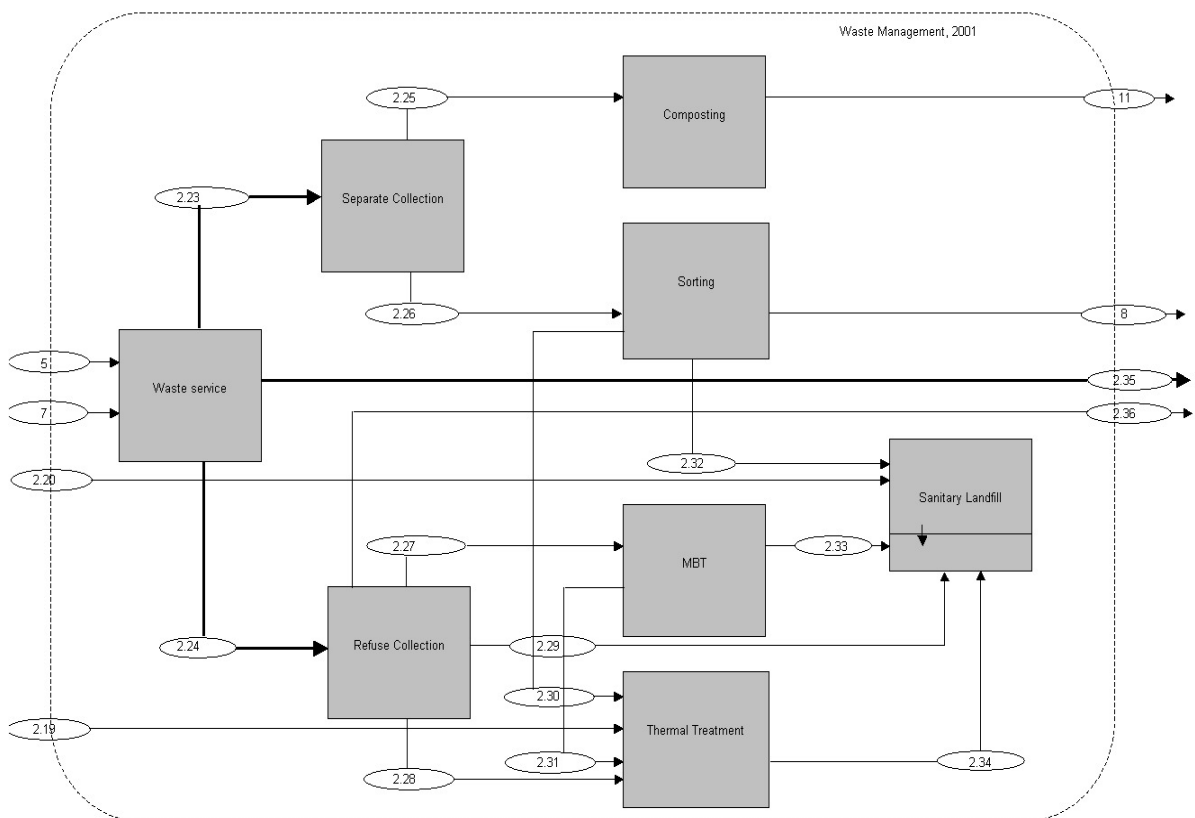 Waste Management, 2001
2.25
Composting
11
2.23
Separate Collection
2.26
Sorting
8
5
Waste service
2.35
7
2.36
2.32
2.20
Sanitary Landfill
2.27
2.33
MBT
2.24
Refuse Collection
2.29
2.30
2.19
Thermal Treatment
2.31
2.34
2.28